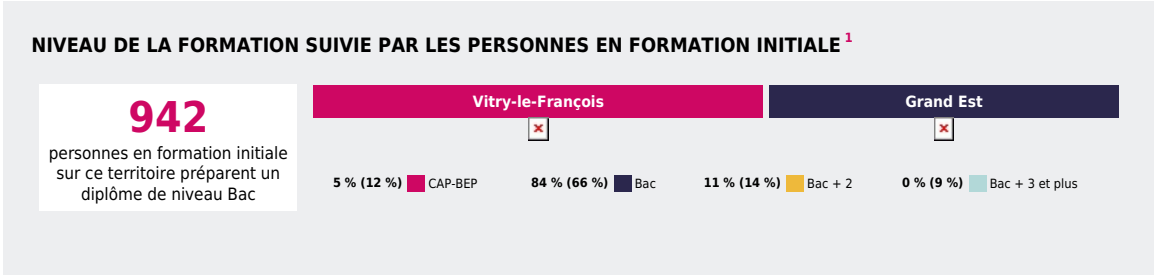 NIVEAU DE LA FORMATION SUIVIE PAR LES PERSONNES EN FORMATION INITIALE 1
942
personnes en formation initiale
sur ce territoire préparent un
diplôme de niveau Bac
Vitry-le-François
Grand Est
5 % (12 %) CAP-BEP
84 % (66 %) Bac
11 % (14 %) Bac + 2
0 % (9 %) Bac + 3 et plus